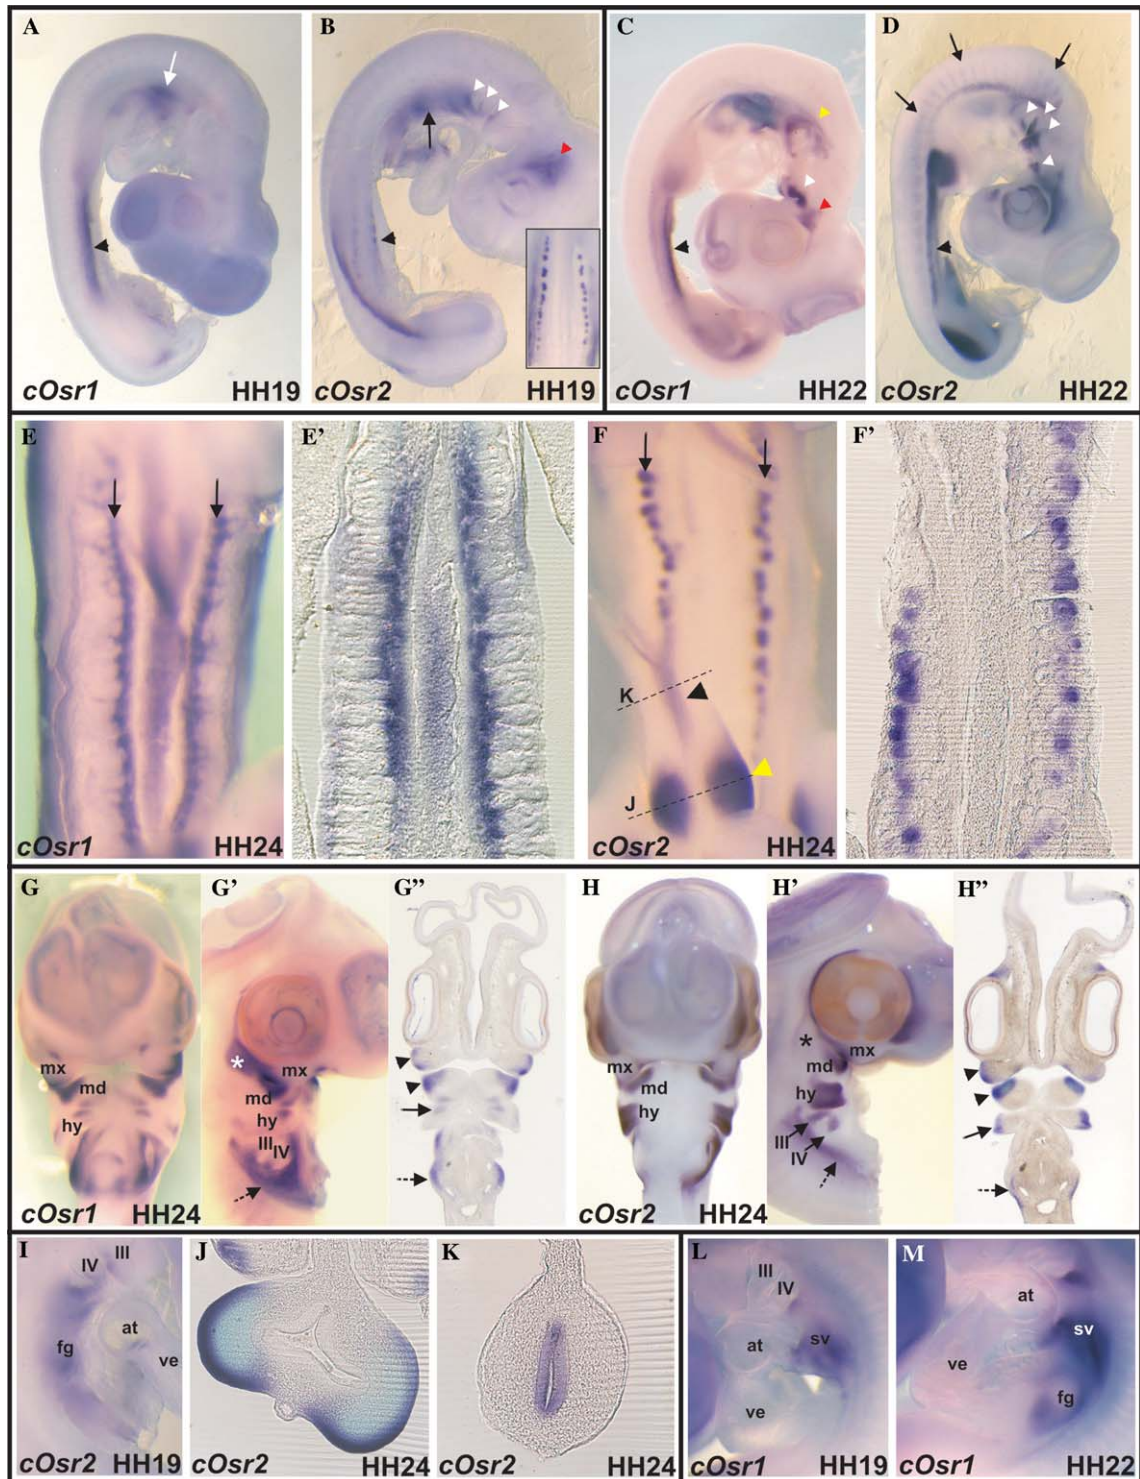 A B C D
cOsr1 HH19 cOsr2 HH19 cOsr1 HH22 cOsr2 HH22
E E' F F'
K
J
cOsr1 HH24 cOsr2 HH24
G G' G'' H H' H''
mx md hy
mx md hy III IV
mx md hy
mx md hy III IV
cOsr1 HH24 cOsr2 HH24
I J K L M
III IV at fg ve
III IV at sv ve
at sv ve fg
cOsr2 HH19 cOsr2 HH24 cOsr2 HH24 cOsr1 HH19 cOsr1 HH22